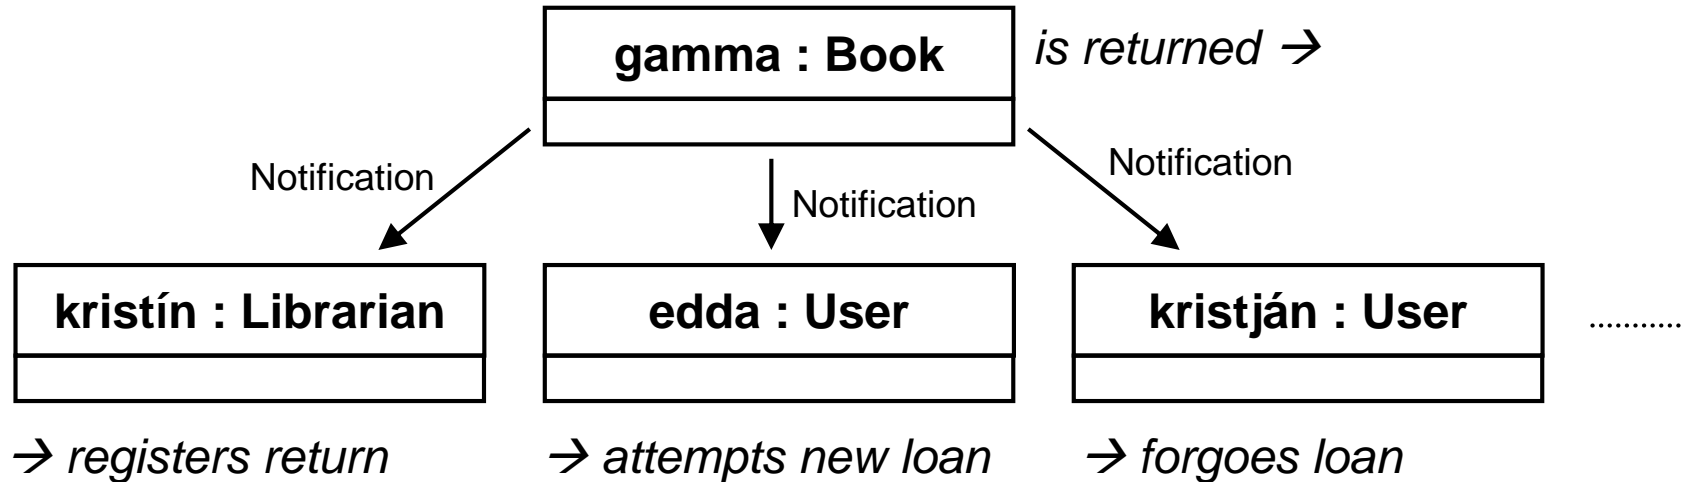 gamma : Book
is returned →
Notification
Notification
Notification
kristín : Librarian
edda : User
kristján : User
...........
→ registers return
→ attempts new loan
→ forgoes loan